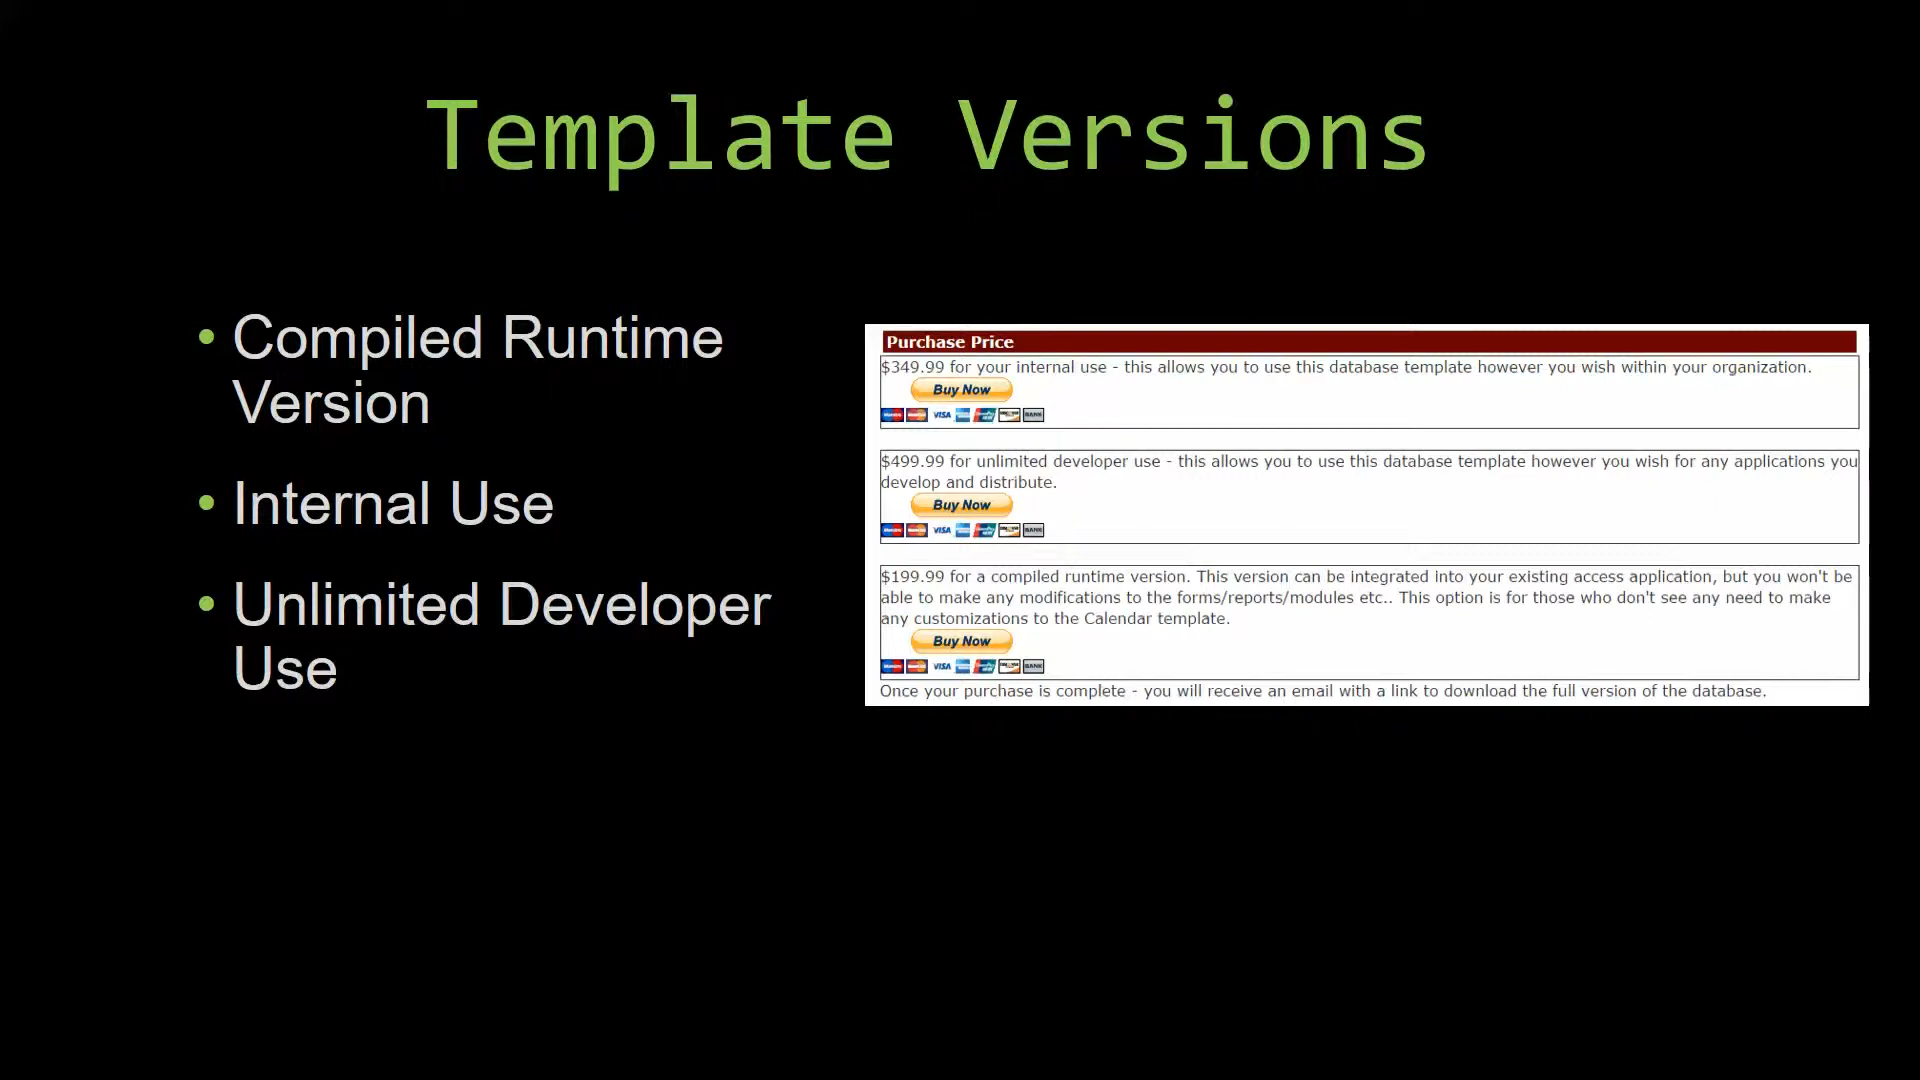 Template Versions
• Compiled Runtime
Version
• Internal Use
• Unlimited Developer
Use
Purchase Price
$349.99 for your internal use - this allows you to use this database template however you wish within your organization.
Buy Now
VISA BANK
$499.99 for unlimited developer use - this allows you to use this database template however you wish for any applications you
develop and distribute.
Buy Now
VISA BANK
$199.99 for a compiled runtime version. This version can be integrated into your existing access application, but you won't be
able to make any modifications to the forms/reports/modules etc.. This option is for those who don't see any need to make
any customizations to the Calendar template.
Buy Now
VISA BANK
Once your purchase is complete - you will receive an email with a link to download the full version of the database.